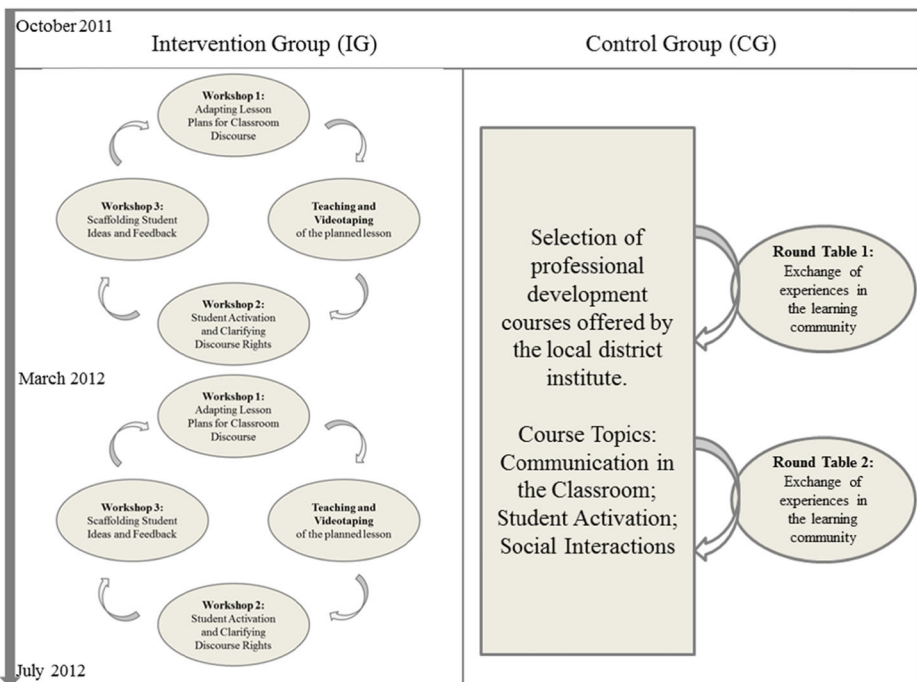 October 2011
Intervention Group (IG)
Control Group (CG)
Workshop 1:
Adapting Lesson
Plans for Classroom
Discourse
Workshop 3:
Scaffolding Student
Ideas and Feedback
Teaching and
Videotaping
of the planned lesson
Workshop 2:
Student Activation
and Clarifying
Discourse Rights
March 2012
Workshop 1:
Adapting Lesson
Plans for Classroom
Discourse
Workshop 3:
Scaffolding Student
Ideas and Feedback
Teaching and
Videotaping
of the planned lesson
Workshop 2:
Student Activation
and Clarifying
Discourse Rights
July 2012
Selection of
professional
development
courses offered by
the local district
institute.
Course Topics:
Communication in
the Classroom;
Student Activation;
Social Interactions
Round Table 1:
Exchange of
experiences in
the learning
community
Round Table 2:
Exchange of
experiences in
the learning
community